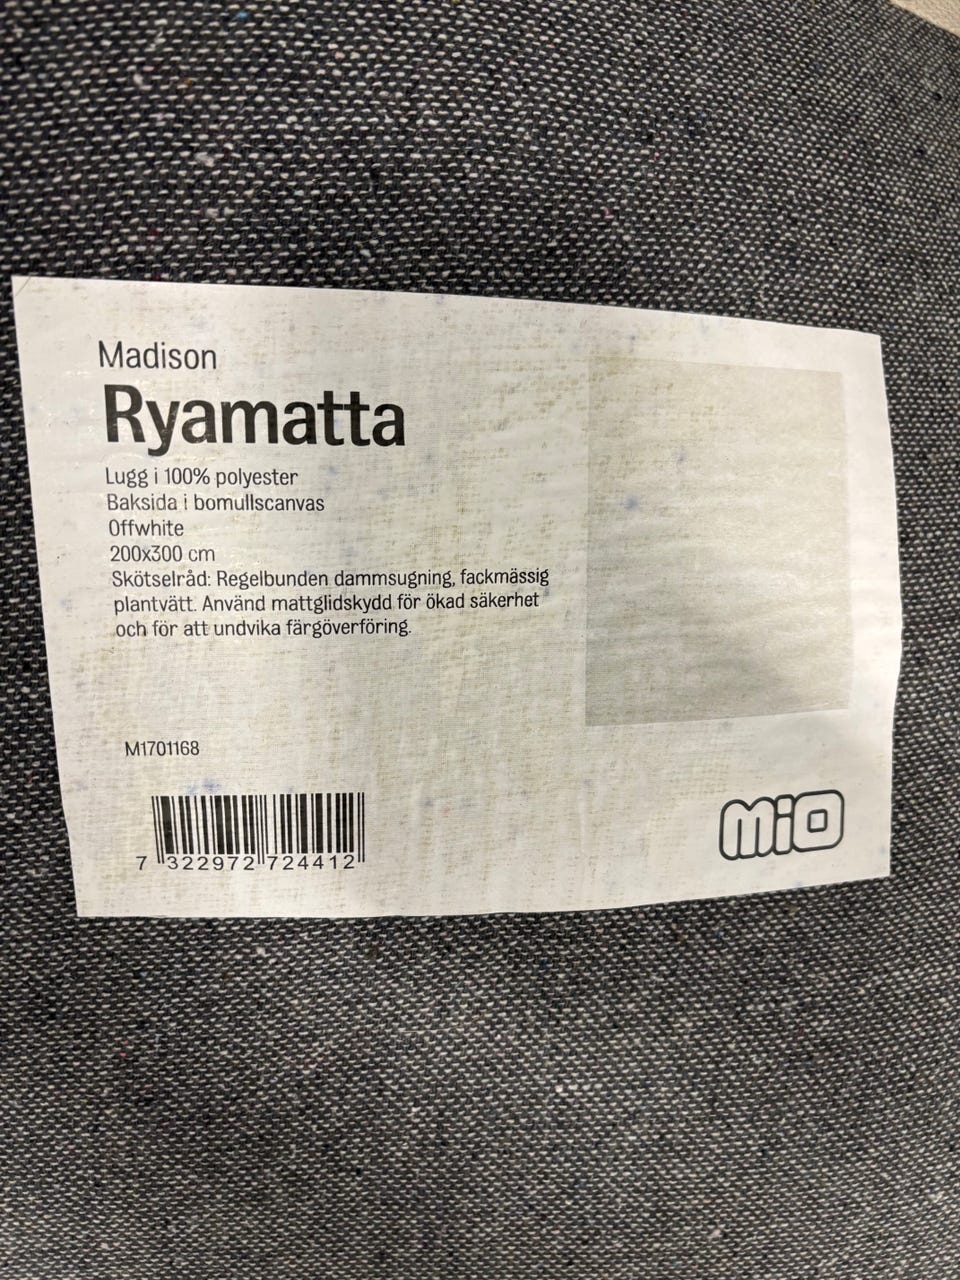 Madison
Ryamatta
Lugg i 100% polyester
Baksida i bomullscanvas
Offwhite
200x300 cm
Skötselråd: Regelbunden dammsugning, fackmässig
plantvätt. Använd mattglidskydd för ökad säkerhet
och för att undvika färgöverföring.
M1701168
7 322972 724412
MiO